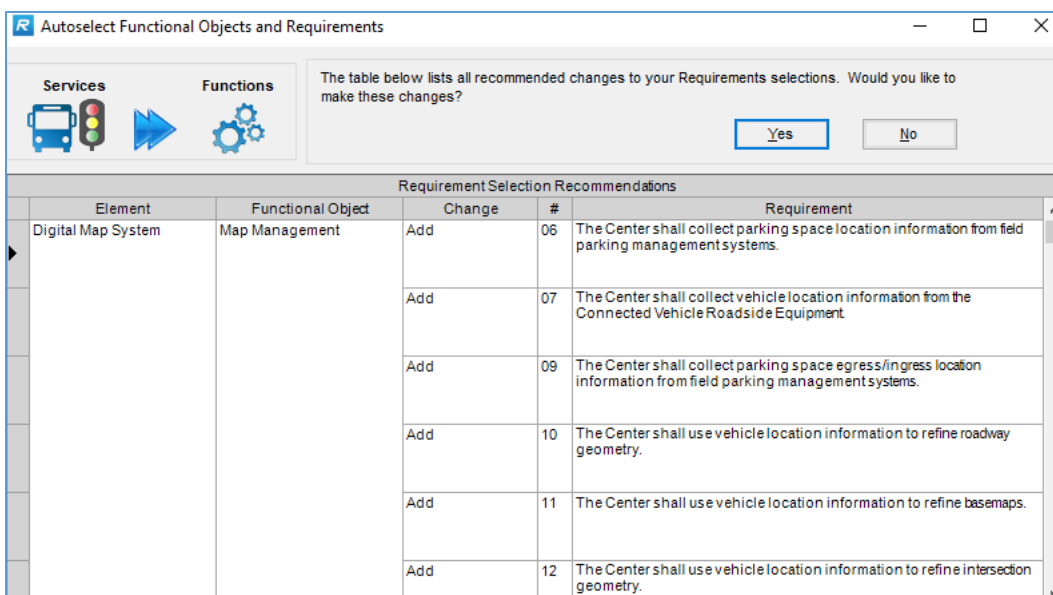 R Autoselect Functional Objects and Requirements
Services
Functions
The table below lists all recommended changes to your Requirements selections. Would you like to
make these changes?
Yes
No
Requirement Selection Recommendations
Element Functional Object Change # Requirement
Digital Map System Map Management Add 06 The Center shall collect parking space location information from field
parking management systems.
Add 07 The Center shall collect vehicle location information from the
Connected Vehicle Roadside Equipment.
Add 09 The Center shall collect parking space egress/ingress location
information from field parking management systems.
Add 10 The Center shall use vehicle location information to refine roadway
geometry.
Add 11 The Center shall use vehicle location information to refine basemaps.
Add 12 The Center shall use vehicle location information to refine intersection
geometry.